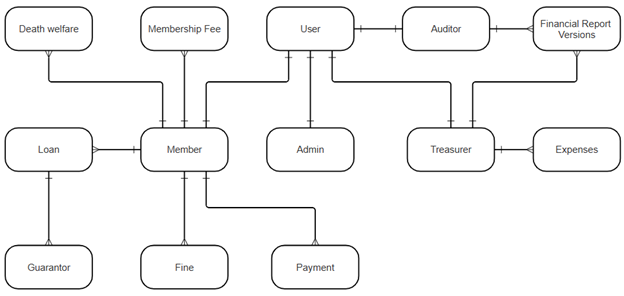 Death welfare
Membership Fee
User
Auditor
Financial Report
Versions
Loan
Member
Admin
Treasurer
Expenses
Guarantor
Fine
Payment